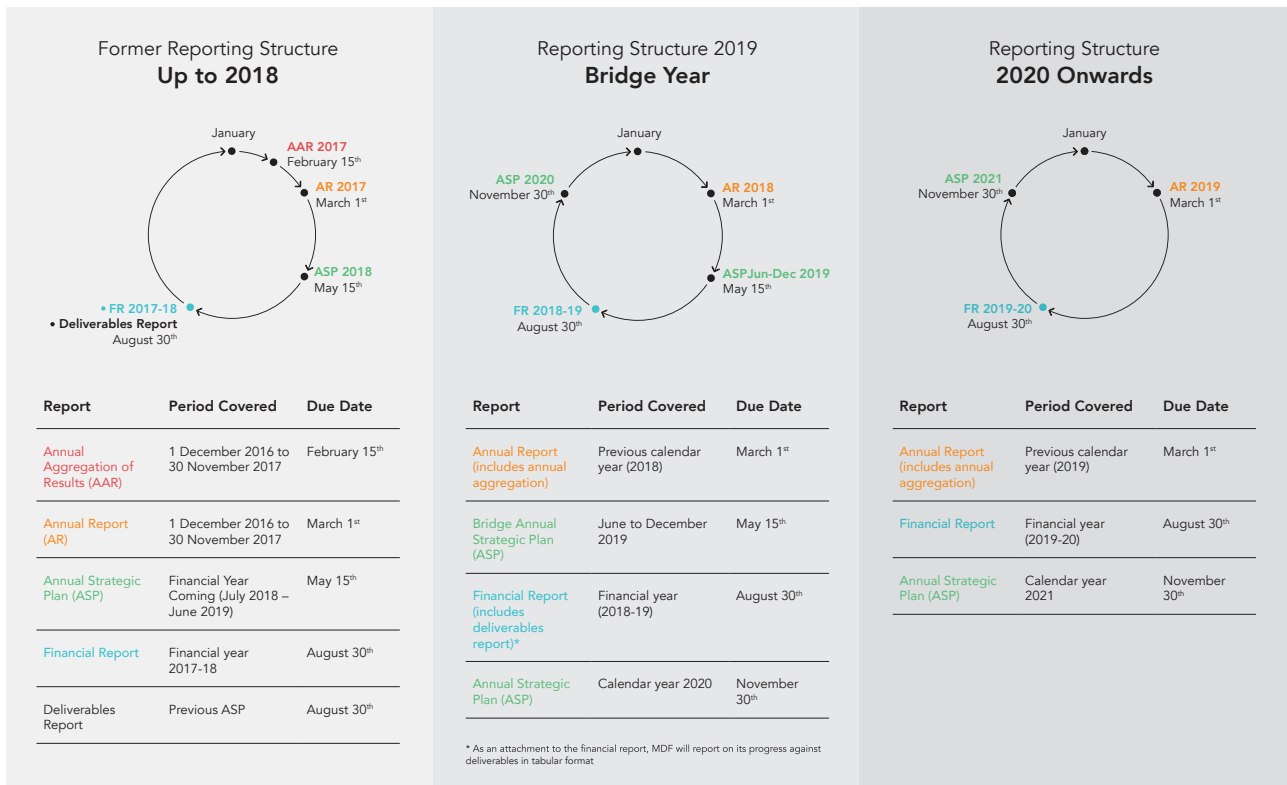 Former Reporting Structure
Up to 2018
January
AAR 2017
February 15th
AR 2017
March 1st
ASP 2018
May 15th
• FR 2017-18
• Deliverables Report
August 30th
Report Period Covered Due Date
Annual
Aggregation of
Results (AAR)
1 December 2016 to
30 November 2017
February 15th
Annual Report
(AR)
1 December 2016 to
30 November 2017
March 1st
Annual Strategic
Plan (ASP)
Financial Year
Coming (July 2018 –
June 2019)
May 15th
Financial Report
Financial year
2017-18
August 30th
Deliverables
Report
Previous ASP
August 30th
Reporting Structure 2019
Bridge Year
January
ASP 2020
November 30th
AR 2018
March 1st
ASPJun-Dec 2019
May 15th
FR 2018-19
August 30th
Report Period Covered Due Date
Annual Report
(includes annual
aggregation)
Previous calendar
year (2018)
March 1st
Bridge Annual
Strategic Plan
(ASP)
June to December
2019
May 15th
Financial Report
(includes
deliverables
report)*
Financial year
(2018-19)
August 30th
Annual Strategic
Plan (ASP)
Calendar year 2020
November
30th
* As an attachment to the financial report, MDF will report on its progress against
deliverables in tabular format
Reporting Structure
2020 Onwards
January
ASP 2021
November 30th
AR 2019
March 1st
FR 2019-20
August 30th
Report Period Covered Due Date
Annual Report
(includes annual
aggregation)
Previous calendar
year (2019)
March 1st
Financial Report
Financial year
(2019-20)
August 30th
Annual Strategic
Plan (ASP)
Calendar year
2021
November
30th